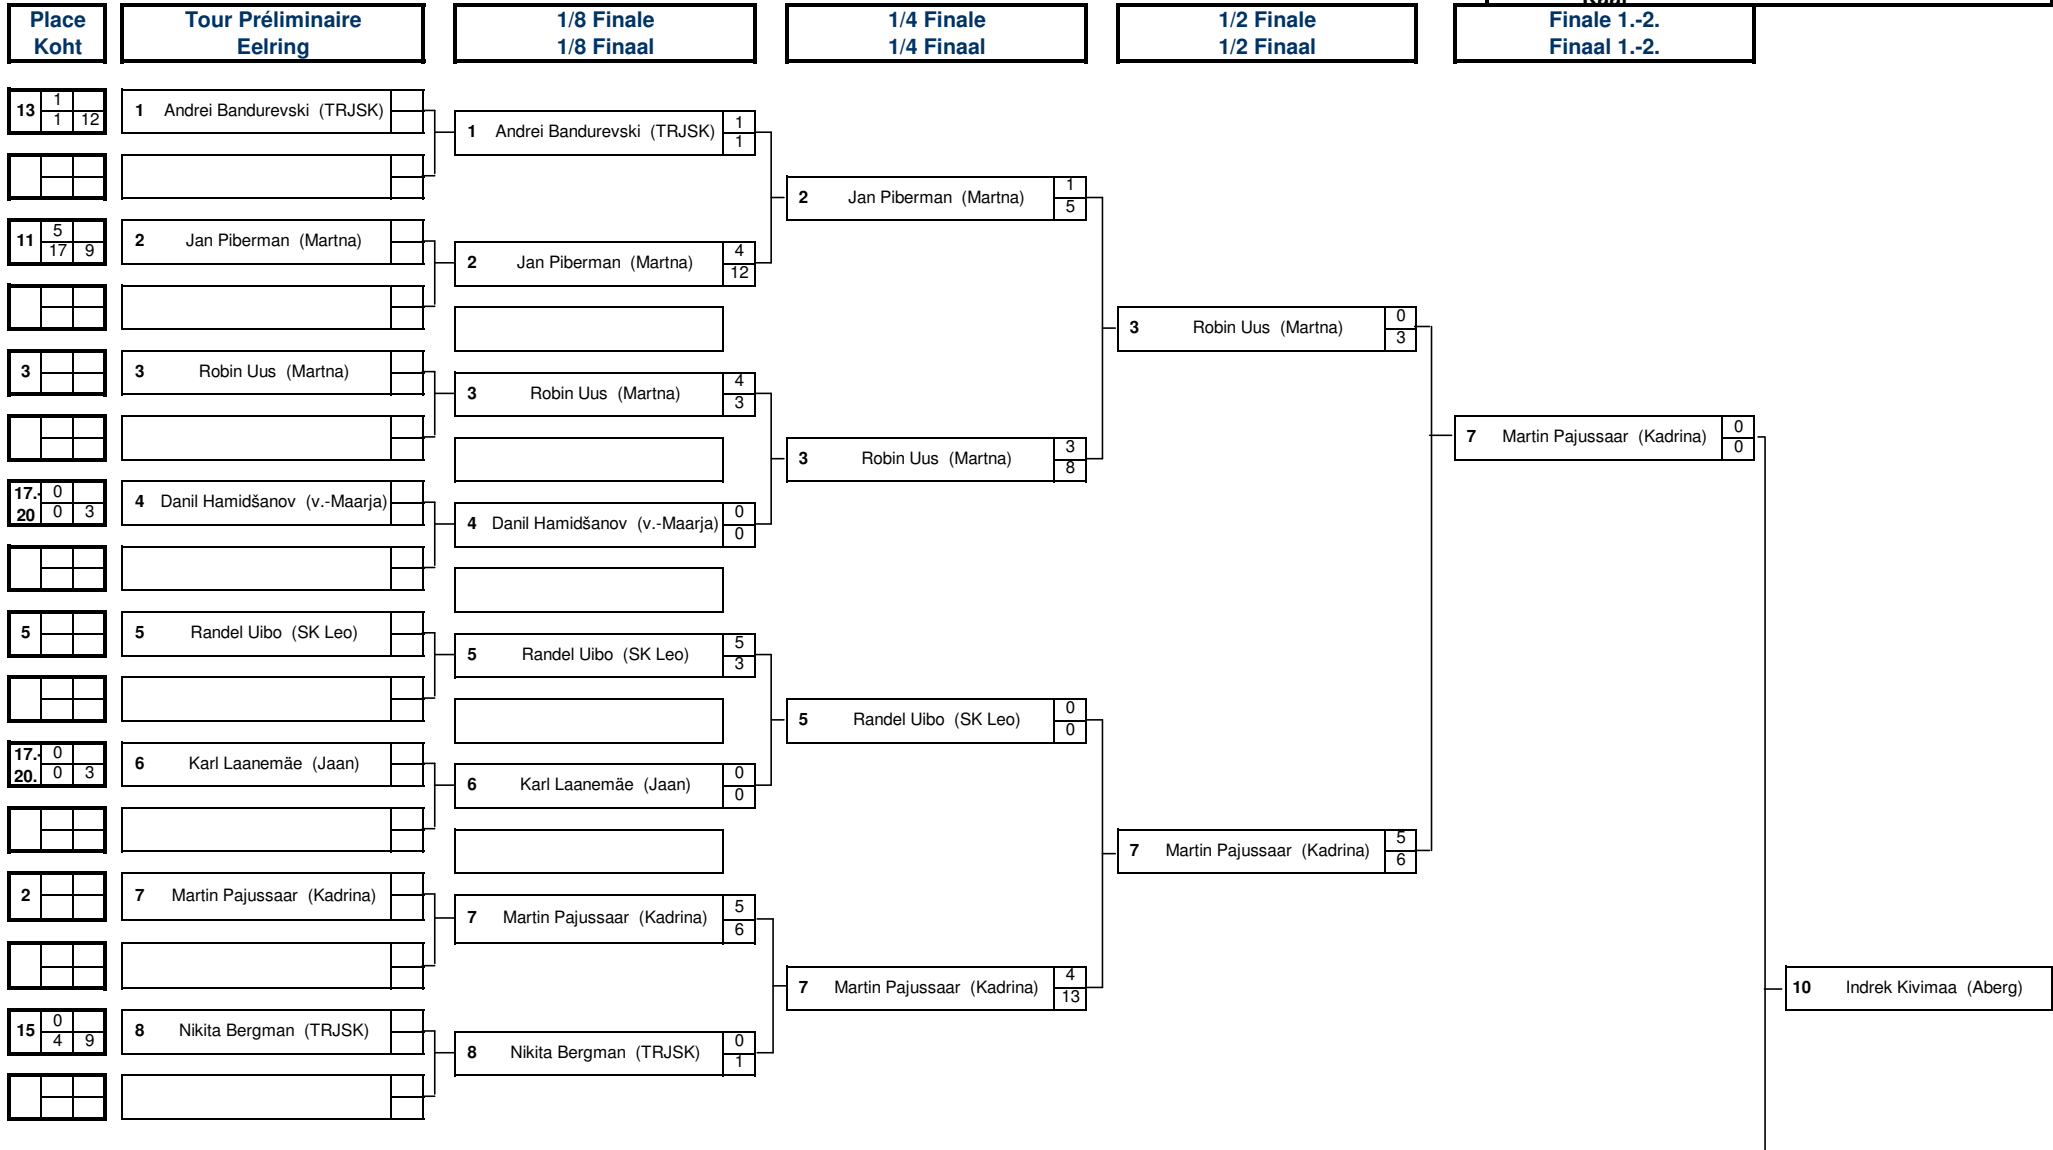 Place
Koht
Tour Préliminaire
Eelring
1/8 Finale
1/8 Finaal
1/4 Finale
1/4 Finaal
1/2 Finale
1/2 Finaal
Finale 1.-2.
Finaal 1.-2.
13 1
1 12
1 Andrei Bandurevski (TRJSK)
1 Andrei Bandurevski (TRJSK) 1
1
2 Jan Piberman (Martna) 1
5
11 5
17 9
2 Jan Piberman (Martna)
2 Jan Piberman (Martna) 4
12
3 Robin Uus (Martna) 0
3
3
3 Robin Uus (Martna)
3 Robin Uus (Martna) 4
3
7 Martin Pajussaar (Kadrina) 0
0
3 Robin Uus (Martna) 3
8
17.- 0
20 0 3
4 Danil Hamidšanov (v.-Maarja)
4 Danil Hamidšanov (v.-Maarja) 0
0
5
5 Randel Uibo (SK Leo)
5 Randel Uibo (SK Leo) 5
3
5 Randel Uibo (SK Leo) 0
0
17.- 0
20. 0 3
6 Karl Laanemäe (Jaan)
6 Karl Laanemäe (Jaan) 0
0
7 Martin Pajussaar (Kadrina) 5
6
2
7 Martin Pajussaar (Kadrina)
7 Martin Pajussaar (Kadrina) 5
6
7 Martin Pajussaar (Kadrina) 4
13
10 Indrek Kivimaa (Aberg)
15 0
4 9
8 Nikita Bergman (TRJSK)
8 Nikita Bergman (TRJSK) 0
1